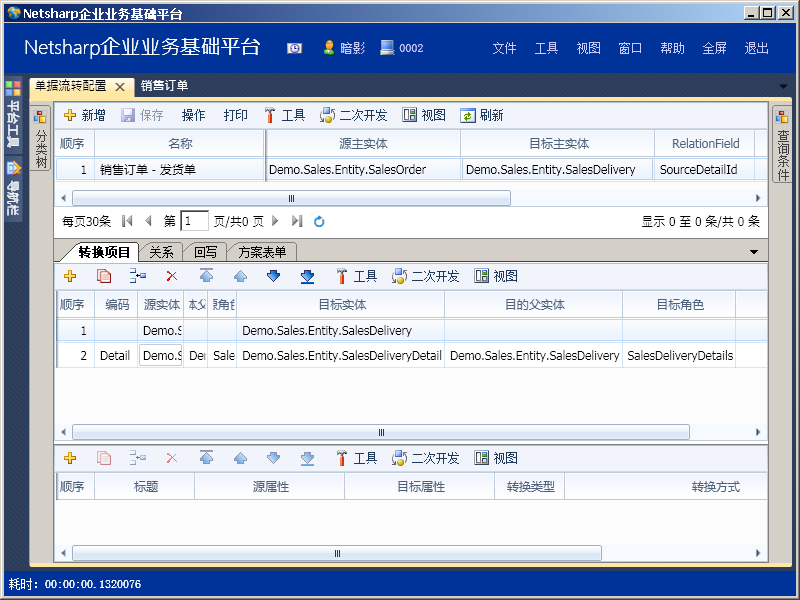 Netsharp企业业务基础平台
Netsharp企业业务基础平台 暗影 0002 文件 工具 视图 窗口 帮助 全屏 退出
单据流转配置 销售订单
平台工具
导航栏
分类树
查询条件
新增 保存 操作 打印 工具 二次开发 视图 刷新
顺序 名称 源主实体 目标主实体 RelationField
1 销售订单 - 发货单 Demo.Sales.Entity.SalesOrder Demo.Sales.Entity.SalesDelivery SourceDetailId
每页30条 第 1 页/共0 页 显示 0 至 0 条/共 0 条
转换项目 关系 回写 方案表单
工具 二次开发 视图
顺序 编码 源实体 本父 目标实体 目的父实体 目标角色
1 Demo.S Demo.Sales.Entity.SalesDelivery
2 Detail Demo.S Der Sale Demo.Sales.Entity.SalesDeliveryDetail Demo.Sales.Entity.SalesDelivery SalesDeliveryDetails
工具 二次开发 视图
顺序 标题 源属性 目标属性 转换类型 转换方式
耗时: 00:00:00.1320076